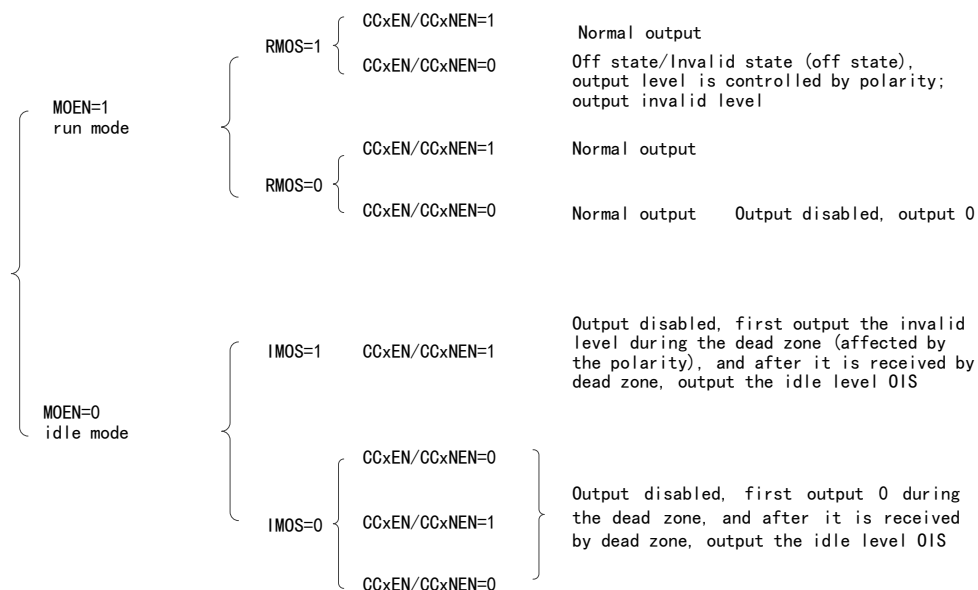 CCxEN/CCxNEN=1
Normal output
RMOS=1
CCxEN/CCxNEN=0
Off state/Invalid state (off state),
output level is controlled by polarity;
output invalid level
MOEN=1
run mode
CCxEN/CCxNEN=1
Normal output
RMOS=0
CCxEN/CCxNEN=0
Normal output Output disabled, output 0
IMOS=1
CCxEN/CCxNEN=1
Output disabled, first output the invalid
level during the dead zone (affected by
the polarity), and after it is received by
dead zone, output the idle level OIS
MOEN=0
idle mode
CCxEN/CCxNEN=0
IMOS=0
CCxEN/CCxNEN=1
Output disabled, first output 0 during
the dead zone, and after it is received
by dead zone, output the idle level OIS
CCxEN/CCxNEN=0